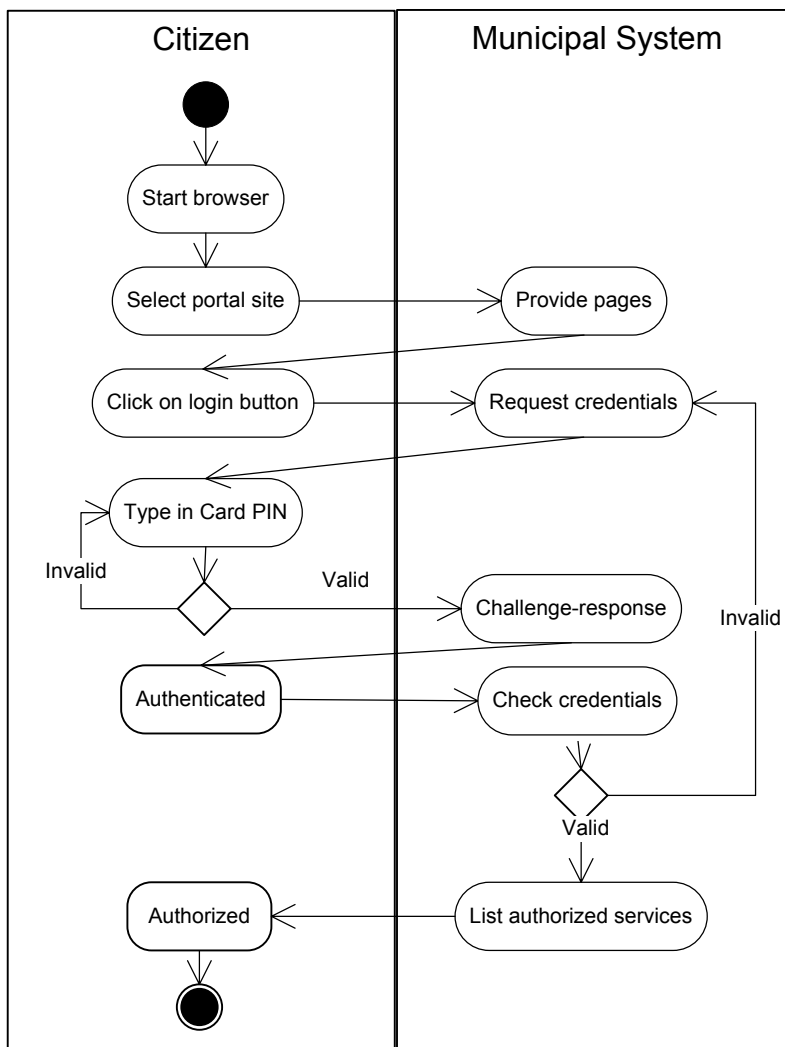 Citizen
Municipal System
Start browser
Select portal site
Provide pages
Click on login button
Request credentials
Type in Card PIN
Invalid
Valid
Challenge-response
Invalid
Authenticated
Check credentials
Valid
Authorized
List authorized services